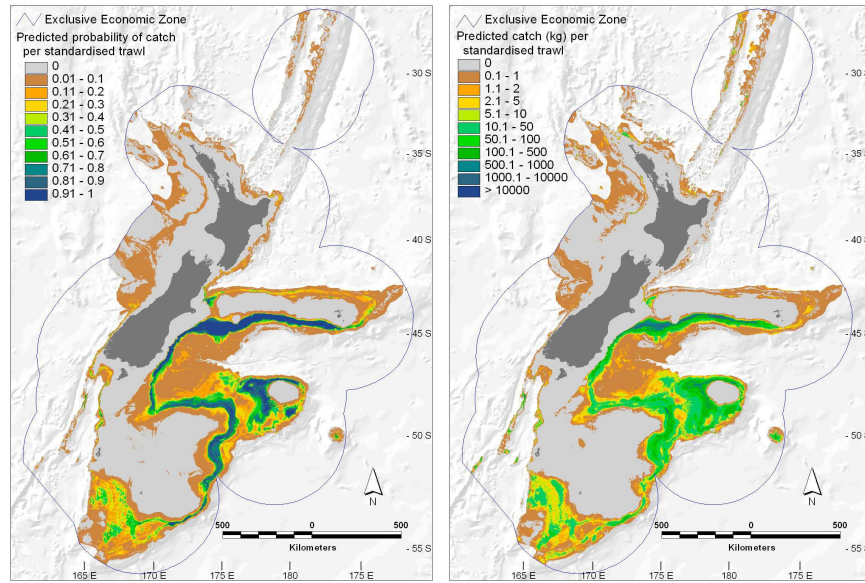 Exclusive Economic Zone
Predicted probability of catch
per standardised trawl
0
0.01 - 0.1
0.11 - 0.2
0.21 - 0.3
0.31 - 0.4
0.41 - 0.5
0.51 - 0.6
0.61 - 0.7
0.71 - 0.8
0.81 - 0.9
0.91 - 1
- 30 S
- 35 S
- 40 S
- 45 S
- 50 S
- 55 S
N
500 0 500
Kilometers
165 E 170 E 175 E 180 175 W
Exclusive Economic Zone
Predicted catch (kg) per
standardised trawl
0
0.1 - 1
1.1 - 2
2.1 - 5
5.1 - 10
10.1 - 50
50.1 - 100
100.1 - 500
500.1 - 1000
1000.1 - 10000
> 10000
- 30 S
- 35 S
- 40 S
- 45 S
- 50 S
- 55 S
N
500 0 500
Kilometers
165 E 170 E 175 E 180 175 W